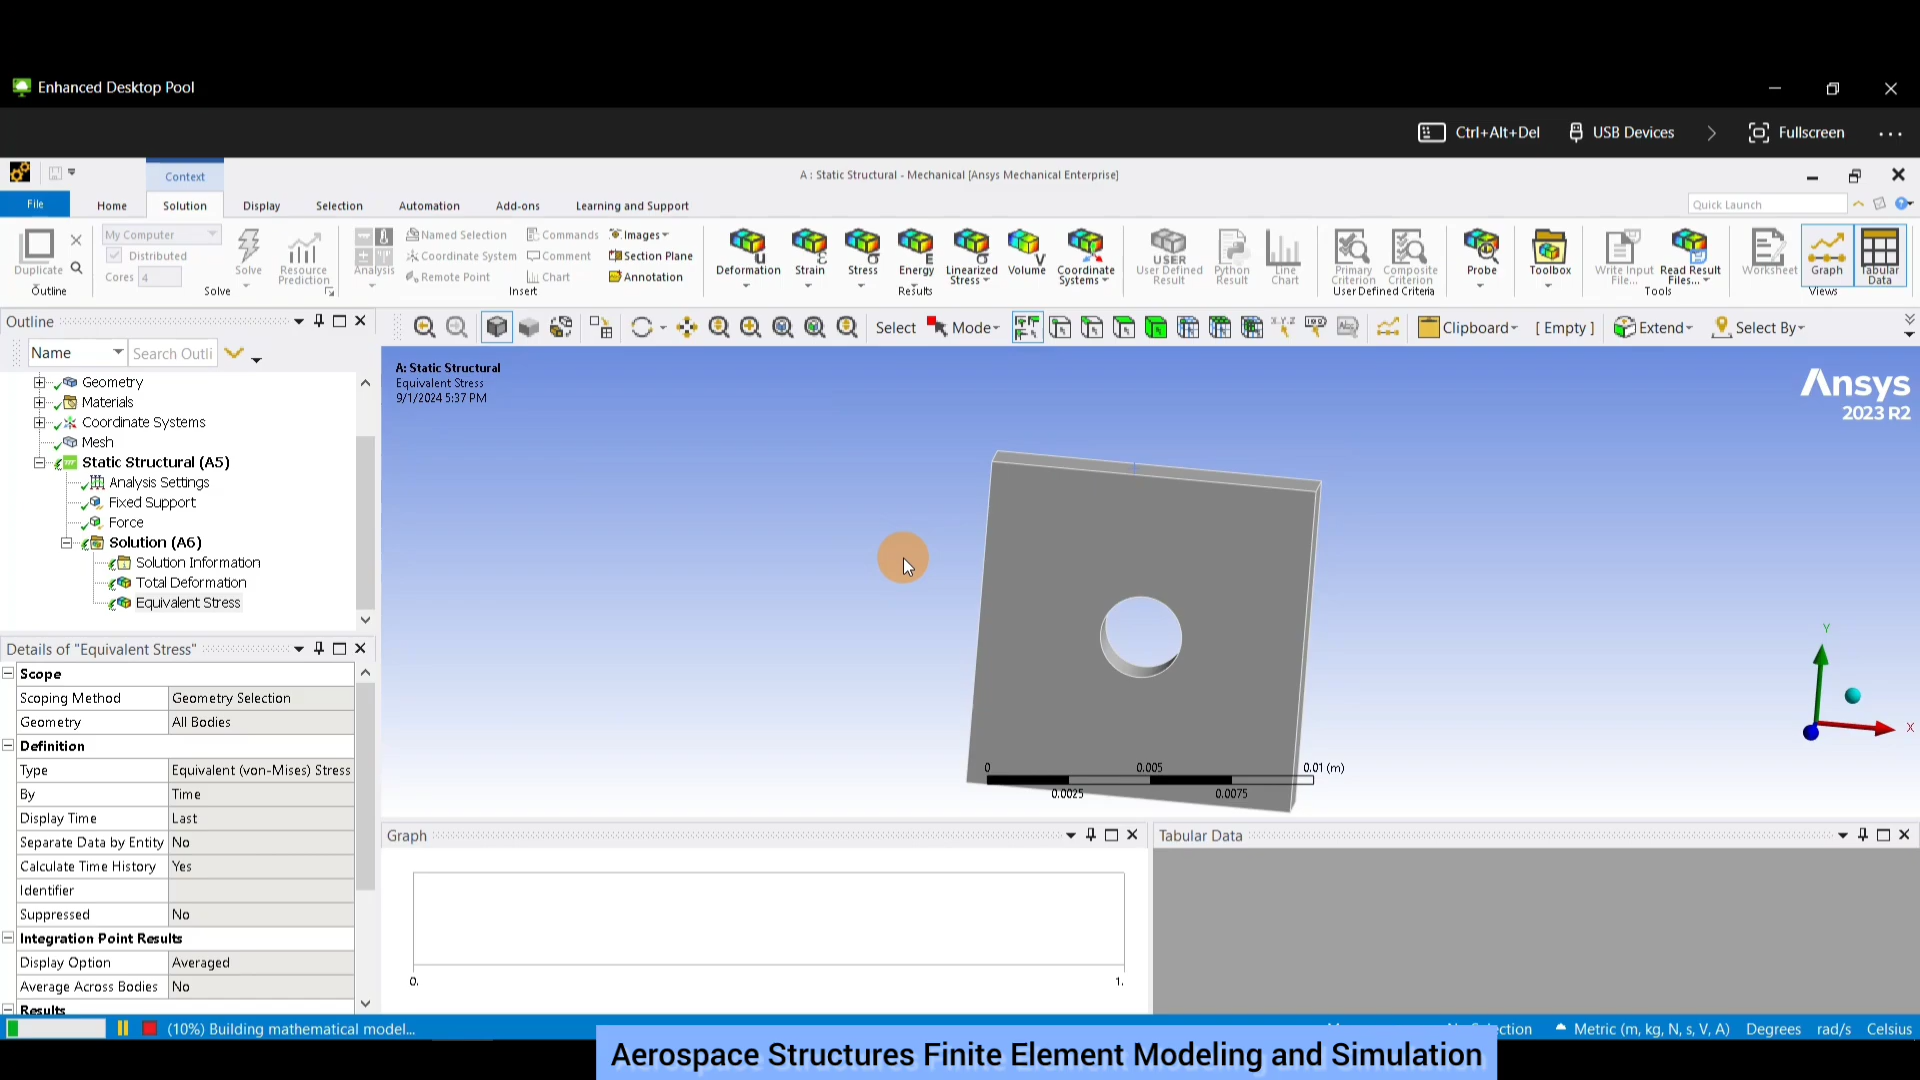 Enhanced Desktop Pool
Ctrl+Alt+Del
USB Devices
Fullscreen
Context
A : Static Structural - Mechanical [Ansys Mechanical Enterprise]
File
Home
Solution
Display
Selection
Automation
Add-ons
Learning and Support
Quick Launch
Duplicate
Outline
My Computer
Distributed
Cores 4
Solve
Resource Prediction
Solve
Analysis
Named Selection
Coordinate System
Remote Point
Commands
Comment
Chart
Images
Section Plane
Annotation
Insert
Deformation
Strain
Stress
Energy
Linearized Stress
Volume
Coordinate Systems
Results
User Defined Result
Python Result
Line Chart
Primary Criterion
Composite Criterion
User Defined Criteria
Probe
Toolbox
Write Input File...
Read Result Files...
Tools
Worksheet
Graph
Tabular Data
Views
Outline
Select
Mode
Clipboard
[ Empty ]
Extend
Select By
Name
Search Outli
Geometry
Materials
Coordinate Systems
Mesh
Static Structural (A5)
Analysis Settings
Fixed Support
Force
Solution (A6)
Solution Information
Total Deformation
Equivalent Stress
A: Static Structural
Equivalent Stress
9/1/2024 5:37 PM
Ansys
2023 R2
Y
X
0
0.005
0.01 (m)
0.0025
0.0075
Details of "Equivalent Stress"
Scope
Scoping Method Geometry Selection
Geometry All Bodies
Definition
Type Equivalent (von-Mises) Stress
By Time
Display Time Last
Separate Data by Entity No
Calculate Time History Yes
Identifier
Suppressed No
Integration Point Results
Display Option Averaged
Average Across Bodies No
Results
Graph
0.
1.
Tabular Data
(10%) Building mathematical model...
Metric (m, kg, N, s, V, A)
Degrees
rad/s
Celsius
Aerospace Structures Finite Element Modeling and Simulation